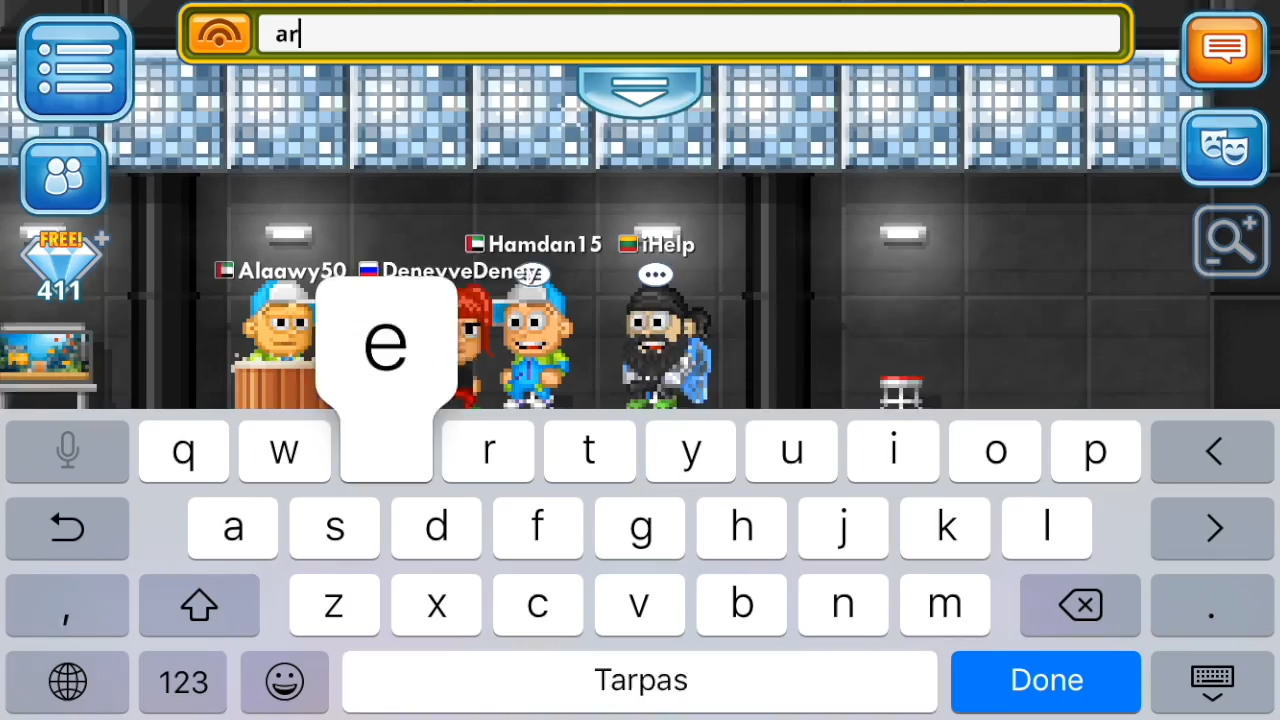 ar
FREE!
411
Hamdan15
iHelp
Alaawy50
DenevveDenev
e
q w r t y u i o p <
a s d f g h j k l >
, z x c v b n m .
123 Tarpas Done